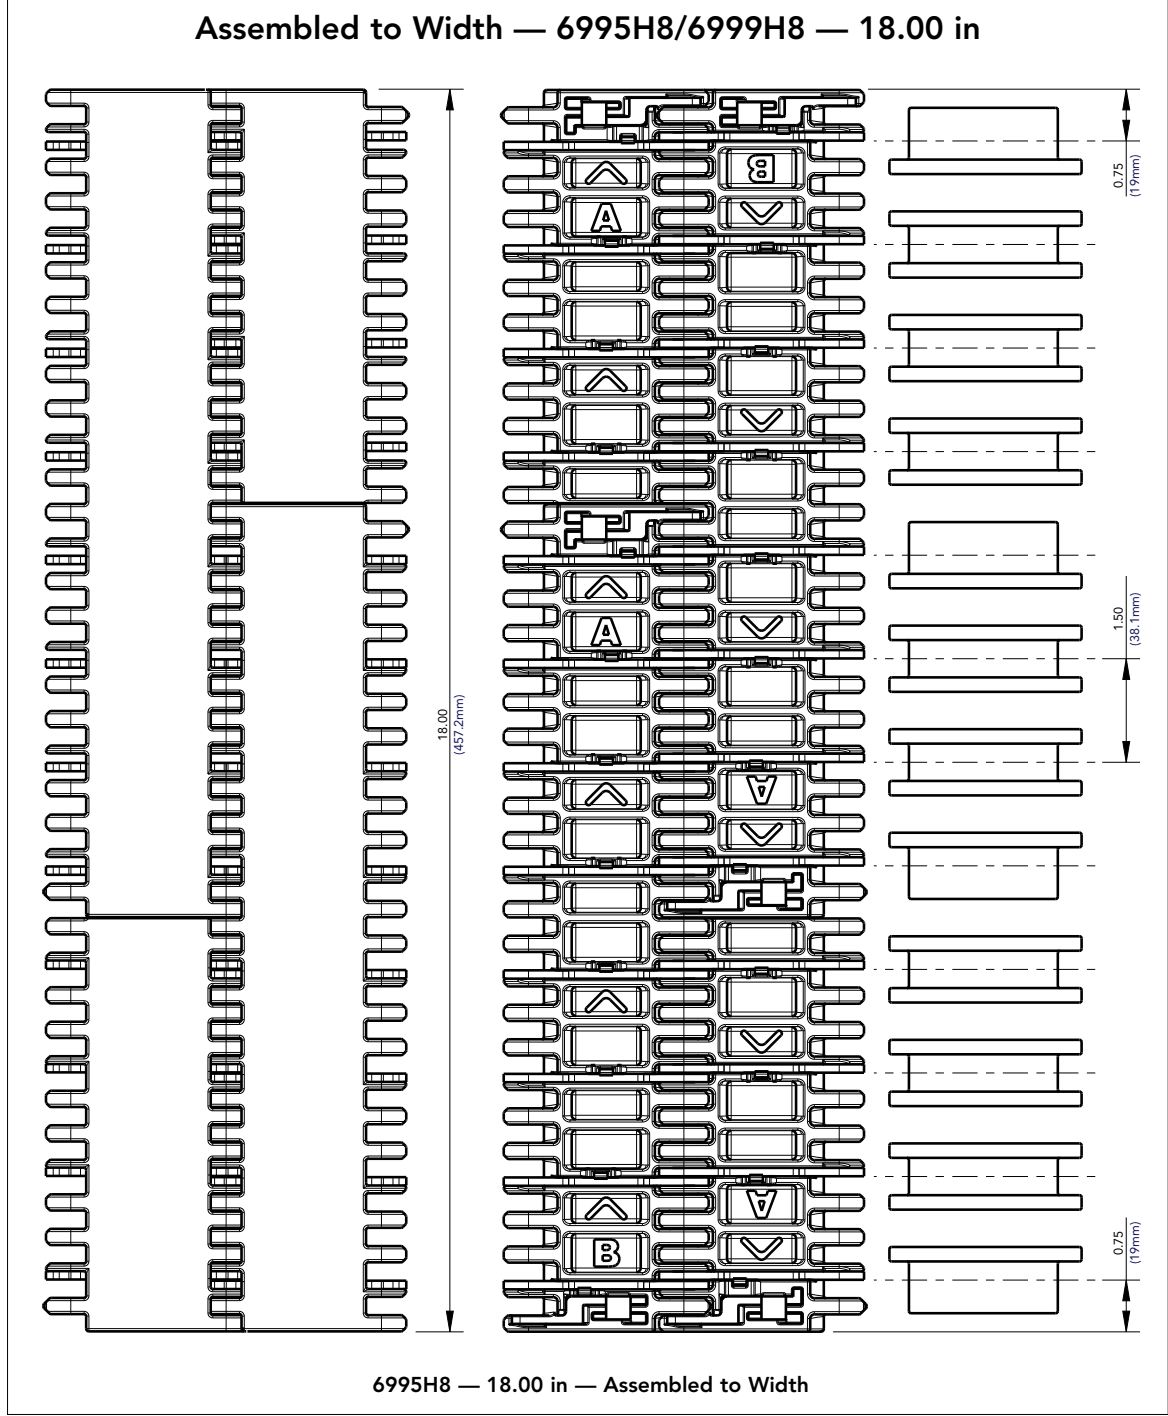 Assembled to Width — 6995H8/6999H8 — 18.00 in
0.75
(19mm)
B
A
A
1.50
(38.1mm)
18.00
(457.2mm)
A
A
B
0.75
(19mm)
6995H8 — 18.00 in — Assembled to Width